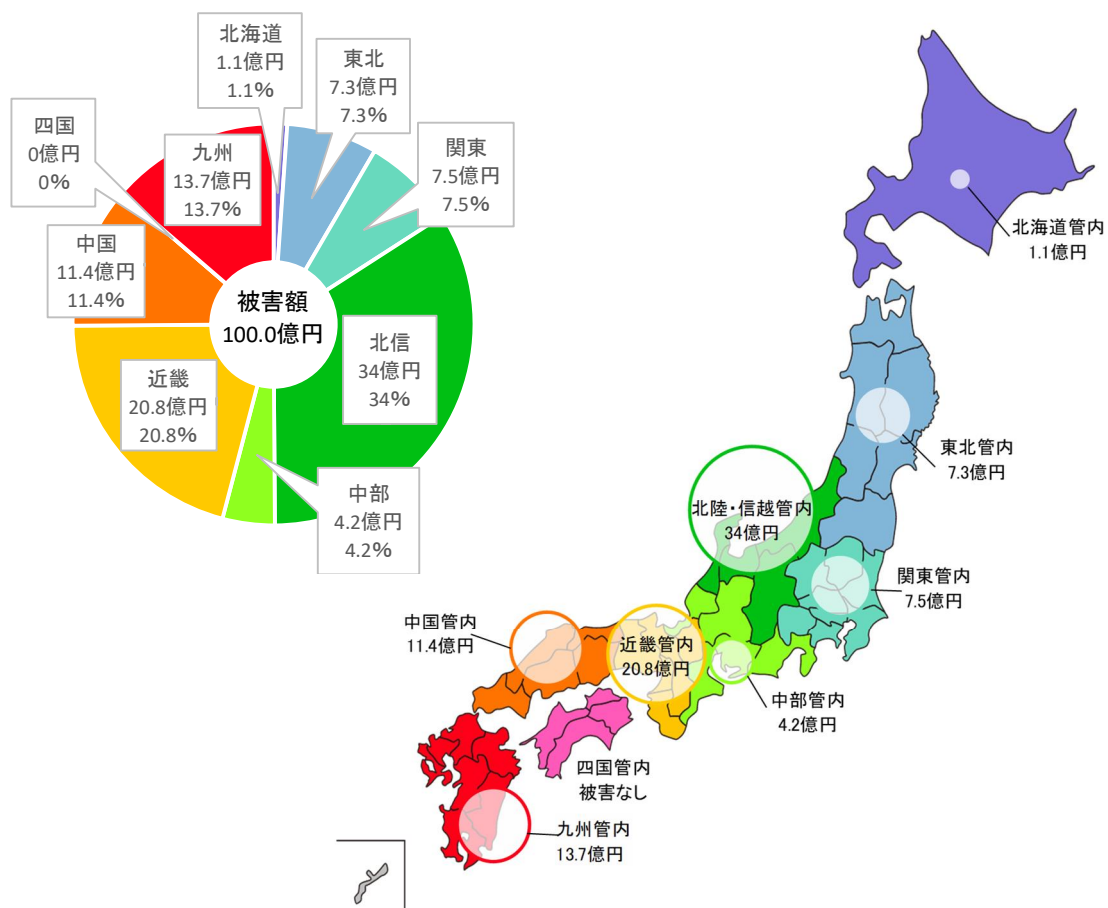 北海道
1.1億円
1.1%
東北
7.3億円
7.3%
関東
7.5億円
7.5%
北信
34億円
34%
中部
4.2億円
4.2%
近畿
20.8億円
20.8%
中国
11.4億円
11.4%
四国
0億円
0%
九州
13.7億円
13.7%
被害額
100.0億円
北海道管内
1.1億円
東北管内
7.3億円
北陸・信越管内
34億円
関東管内
7.5億円
中国管内
11.4億円
近畿管内
20.8億円
中部管内
4.2億円
四国管内
被害なし
九州管内
13.7億円